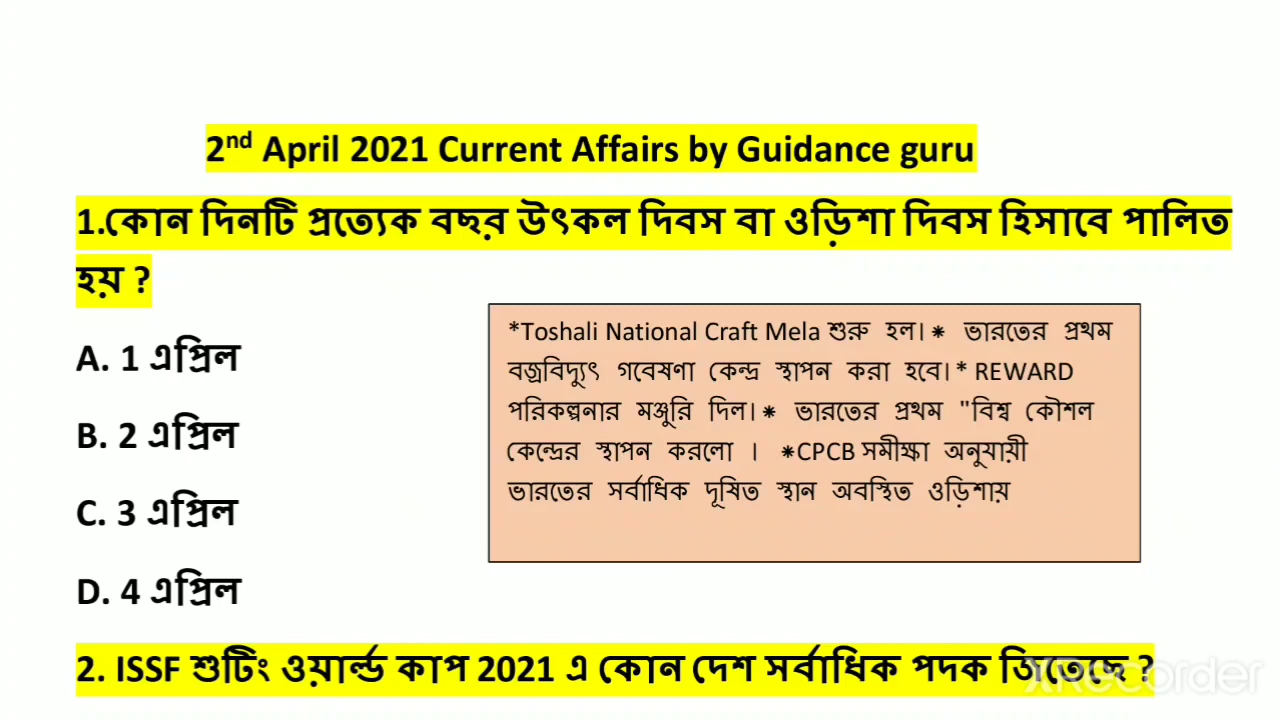 2nd April 2021 Current Affairs by Guidance guru
1.কোন দিনটি প্রত্যেক বছর উৎকল দিবস বা ওড়িশা দিবস হিসাবে পালিত
হয় ?
A. 1 এপ্রিল
B. 2 এপ্রিল
C. 3 এপ্রিল
D. 4 এপ্রিল
*Toshali National Craft Mela শুরু হল।* ভারতের প্রথম
বজ্রবিদ্যুৎ গবেষণা কেন্দ্র স্থাপন করা হবে।* REWARD
পরিকল্পনার মঞ্জুরি দিল।* ভারতের প্রথম "বিশ্ব কৌশল
কেন্দ্রের স্থাপন করলো । *CPCB সমীক্ষা অনুযায়ী
ভারতের সর্বাধিক দূষিত স্থান অবস্থিত ওড়িশায়
2. ISSF শুটিং ওয়ার্ল্ড কাপ 2021 এ কোন দেশ সর্বাধিক পদক জিতেছে ?
XRecorder